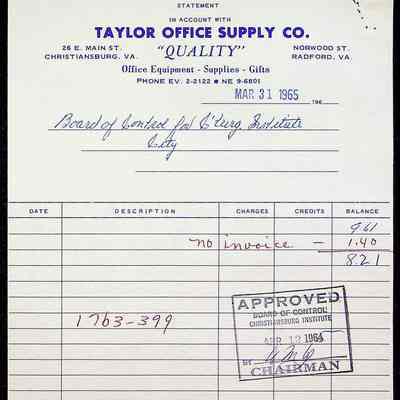 STATEMENT
IN ACCOUNT WITH
TAYLOR OFFICE SUPPLY CO.
26 E. MAIN ST. "QUALITY" NORWOOD ST.
CHRISTIANSBURG, VA. RADFORD, VA.
Office Equipment - Supplies - Gifts
PHONE EV. 2-2122 ● NE 9-6801
MAR 31 1965 196
Board of Control for C'burg Institute
City
DATE DESCRIPTION CHARGES CREDITS BALANCE
9.61
no invoice — 1.40
8.21
1763-399
APPROVED
BOARD OF CONTROL
CHRISTIANSBURG INSTITUTE
APR 12 1964
BY
CHAIRMAN